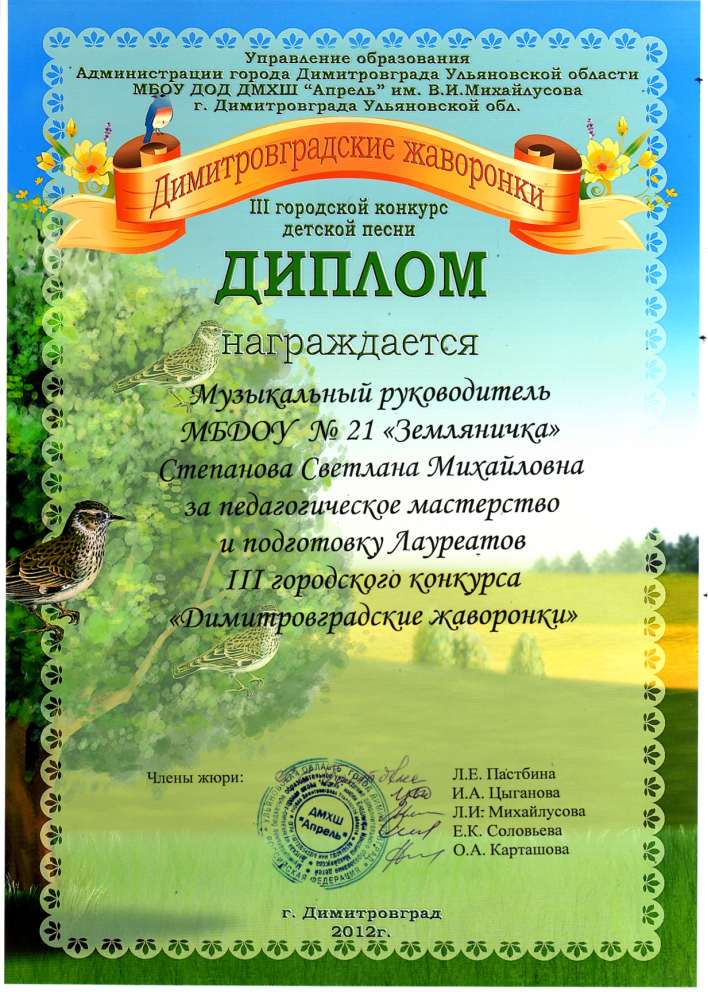 Управление образования
Администрации города Димитровграда Ульяновской области
МБОУ ДОД ДМХШ "Апрель" им. В.И.Михайлусова
г. Димитровграда Ульяновской обл.
Димитровградские жаворонки
III городской конкурс
детской песни
ДИПЛОМ
награждается
Музыкальный руководитель
МБДОУ № 21 «Земляничка»
Степанова Светлана Михайловна
за педагогическое мастерство
и подготовку Лауреатов
III городского конкурса
«Димитровградские жаворонки»
Члены жюри:
Л.Е. Пастбина
И.А. Цыганова
Л.И. Михайлусова
Е.К. Соловьева
О.А. Карташова
ДМХШ
"Апрель"
г. Димитровград
2012г.